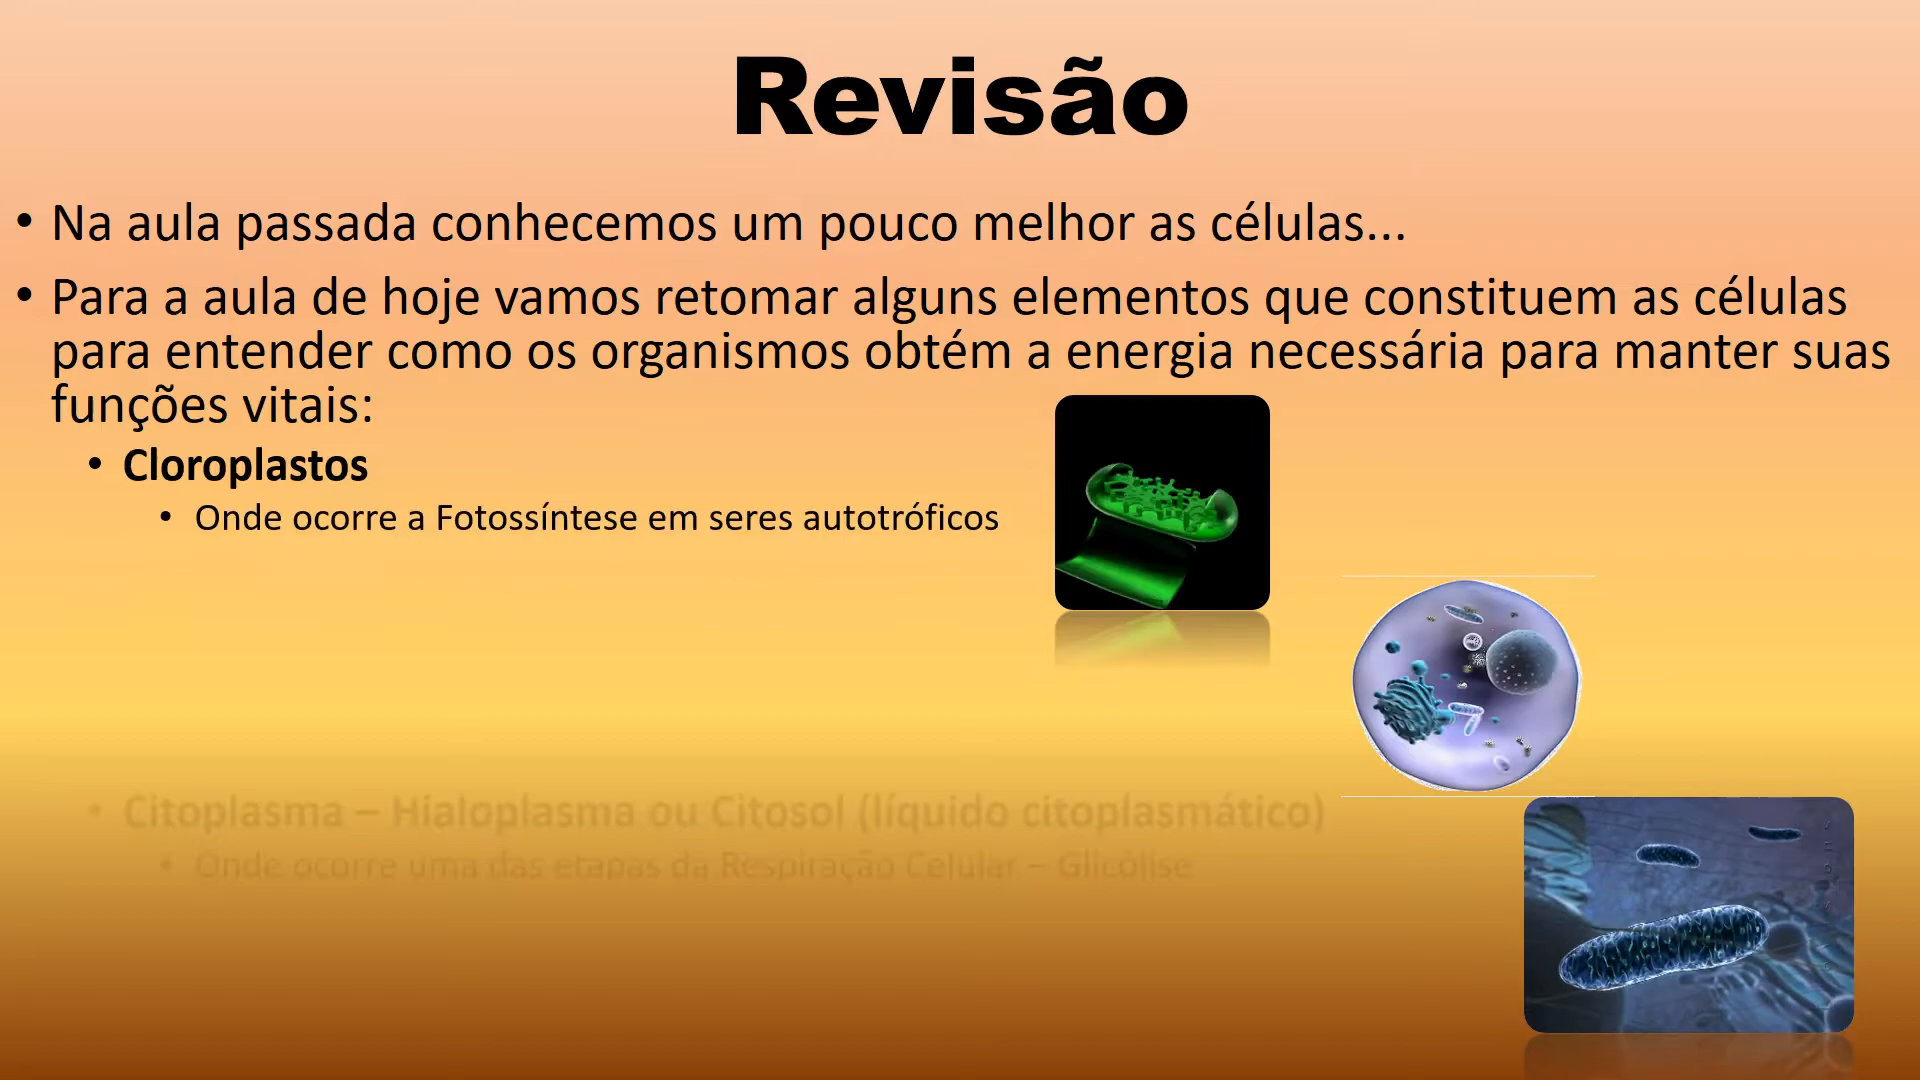 Revisão
• Na aula passada conhecemos um pouco melhor as células...
• Para a aula de hoje vamos retomar alguns elementos que constituem as células
para entender como os organismos obtém a energia necessária para manter suas
funções vitais:
• Cloroplastos
• Onde ocorre a Fotossíntese em seres autotróficos
• Citoplasma – Hialoplasma ou Citosol (líquido citoplasmático)
• Onde ocorre uma das etapas da Respiração Celular – Glicólise